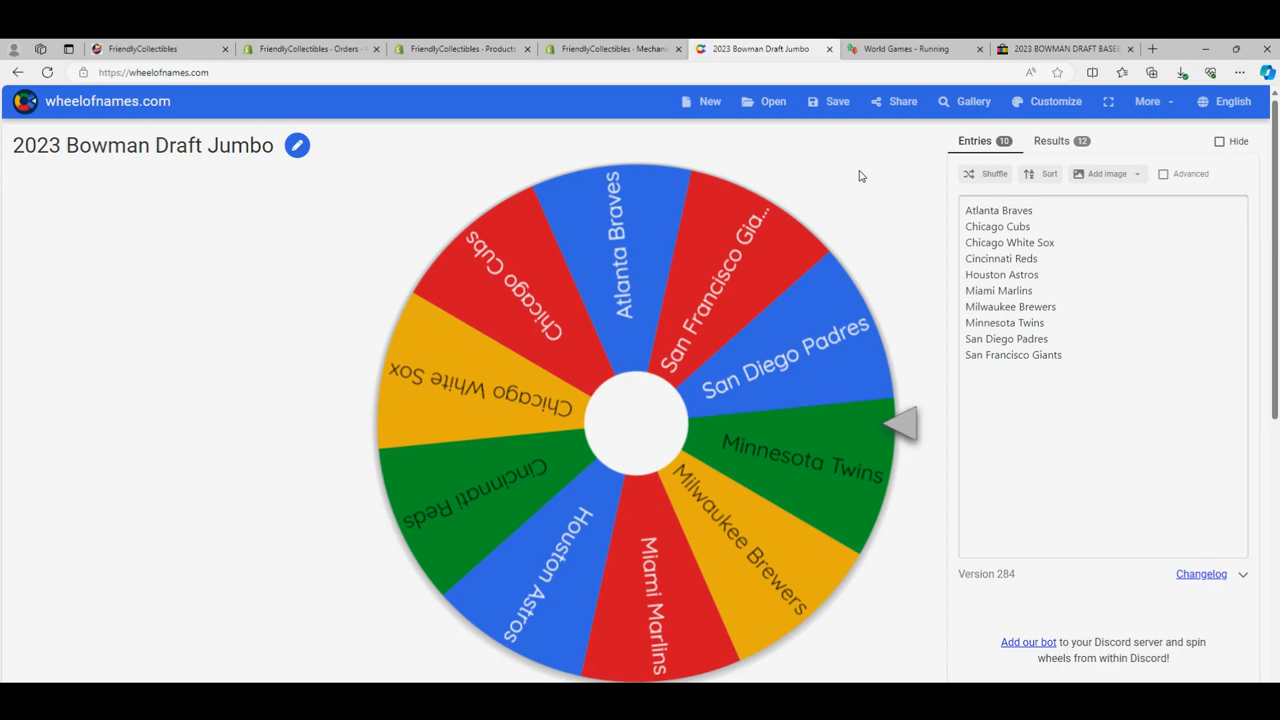 FriendlyCollectibles
FriendlyCollectibles - Orders -
FriendlyCollectibles - Products
FriendlyCollectibles - Mechani
2023 Bowman Draft Jumbo
World Games - Running
2023 BOWMAN DRAFT BASEB
https://wheelofnames.com
wheelofnames.com
New
Open
Save
Share
Gallery
Customize
More
English
2023 Bowman Draft Jumbo
Entries 10
Results 12
Hide
Shuffle
Sort
Add image
Advanced
Atlanta Braves
Chicago Cubs
Chicago White Sox
Cincinnati Reds
Houston Astros
Miami Marlins
Milwaukee Brewers
Minnesota Twins
San Diego Padres
San Francisco Giants
Atlanta Braves
San Francisco Gia...
San Diego Padres
Minnesota Twins
Milwaukee Brewers
Miami Marlins
Houston Astros
Cincinnati Reds
Chicago White Sox
Chicago Cubs
Version 284
Changelog
Add our bot to your Discord server and spin
wheels from within Discord!